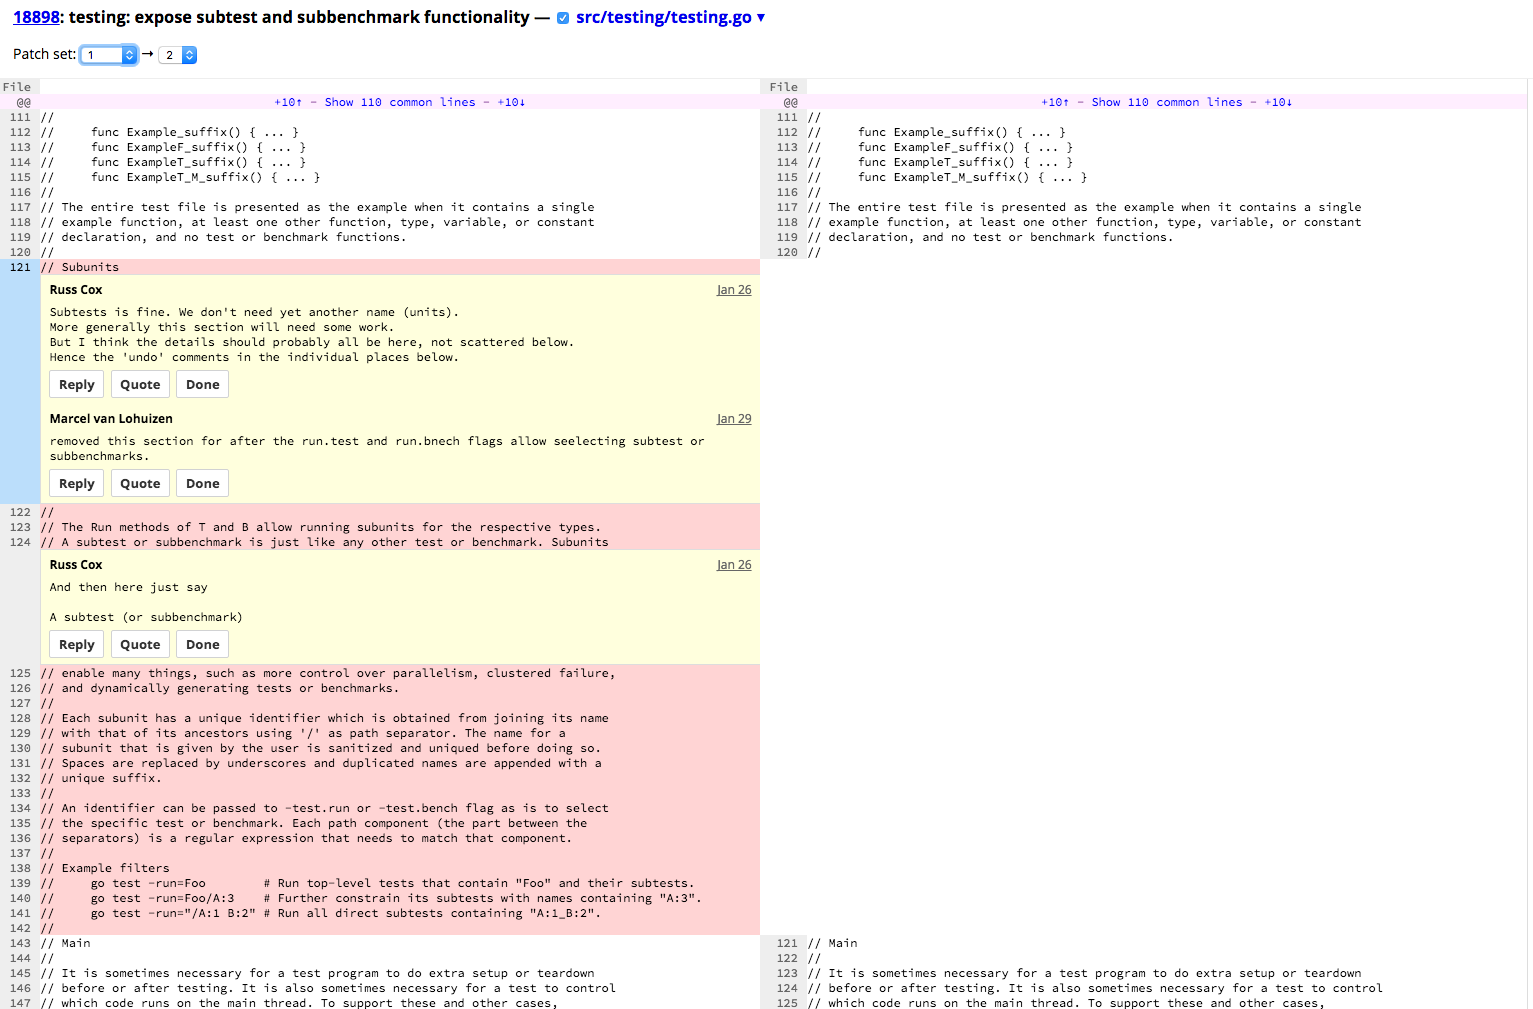 18898: testing: expose subtest and subbenchmark functionality — src/testing/testing.go ▾
Patch set: 1 → 2
File
@@ +10↑ - Show 110 common lines - +10↓
111 //
112 //     func Example_suffix() { ... }
113 //     func ExampleF_suffix() { ... }
114 //     func ExampleT_suffix() { ... }
115 //     func ExampleT_M_suffix() { ... }
116 //
117 // The entire test file is presented as the example when it contains a single
118 // example function, at least one other function, type, variable, or constant
119 // declaration, and no test or benchmark functions.
120 //
121 // Subunits
Russ Cox Jan 26
Subtests is fine. We don't need yet another name (units).
More generally this section will need some work.
But I think the details should probably all be here, not scattered below.
Hence the 'undo' comments in the individual places below.
Reply Quote Done
Marcel van Lohuizen Jan 29
removed this section for after the run.test and run.bnech flags allow seelecting subtest or
subbenchmarks.
Reply Quote Done
122 //
123 // The Run methods of T and B allow running subunits for the respective types.
124 // A subtest or subbenchmark is just like any other test or benchmark. Subunits
Russ Cox Jan 26
And then here just say
A subtest (or subbenchmark)
Reply Quote Done
125 // enable many things, such as more control over parallelism, clustered failure,
126 // and dynamically generating tests or benchmarks.
127 //
128 // Each subunit has a unique identifier which is obtained from joining its name
129 // with that of its ancestors using '/' as path separator. The name for a
130 // subunit that is given by the user is sanitized and uniqued before doing so.
131 // Spaces are replaced by underscores and duplicated names are appended with a
132 // unique suffix.
133 //
134 // An identifier can be passed to -test.run or -test.bench flag as is to select
135 // the specific test or benchmark. Each path component (the part between the
136 // separators) is a regular expression that needs to match that component.
137 //
138 // Example filters
139 //     go test -run=Foo        # Run top-level tests that contain "Foo" and their subtests.
140 //     go test -run=Foo/A:3    # Further constrain its subtests with names containing "A:3".
141 //     go test -run="/A:1 B:2" # Run all direct subtests containing "A:1_B:2".
142 //
143 // Main
144 //
145 // It is sometimes necessary for a test program to do extra setup or teardown
146 // before or after testing. It is also sometimes necessary for a test to control
147 // which code runs on the main thread. To support these and other cases,
File
@@ +10↑ - Show 110 common lines - +10↓
111 //
112 //     func Example_suffix() { ... }
113 //     func ExampleF_suffix() { ... }
114 //     func ExampleT_suffix() { ... }
115 //     func ExampleT_M_suffix() { ... }
116 //
117 // The entire test file is presented as the example when it contains a single
118 // example function, at least one other function, type, variable, or constant
119 // declaration, and no test or benchmark functions.
120 //
121 // Main
122 //
123 // It is sometimes necessary for a test program to do extra setup or teardown
124 // before or after testing. It is also sometimes necessary for a test to control
125 // which code runs on the main thread. To support these and other cases,